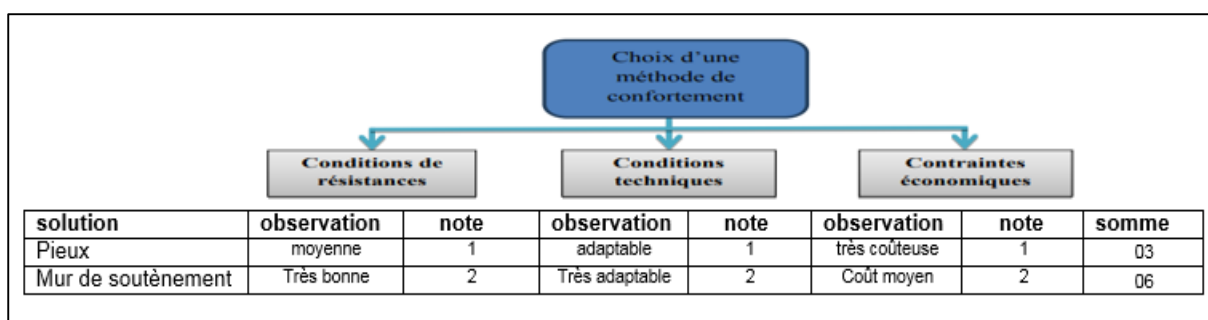 Choix d'une
méthode de
confortement
Conditions de
résistances
Conditions
techniques
Contraintes
économiques
solution observation note observation note observation note somme
Pieux moyenne 1 adaptable 1 très coûteuse 1 03
Mur de soutènement Très bonne 2 Très adaptable 2 Coût moyen 2 06